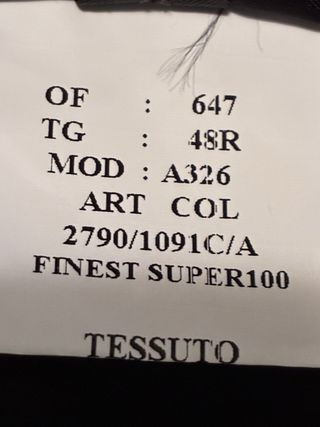 OF : 647
TG : 48R
MOD : A326
ART COL
2790/1091C/A
FINEST SUPER100
TESSUTO